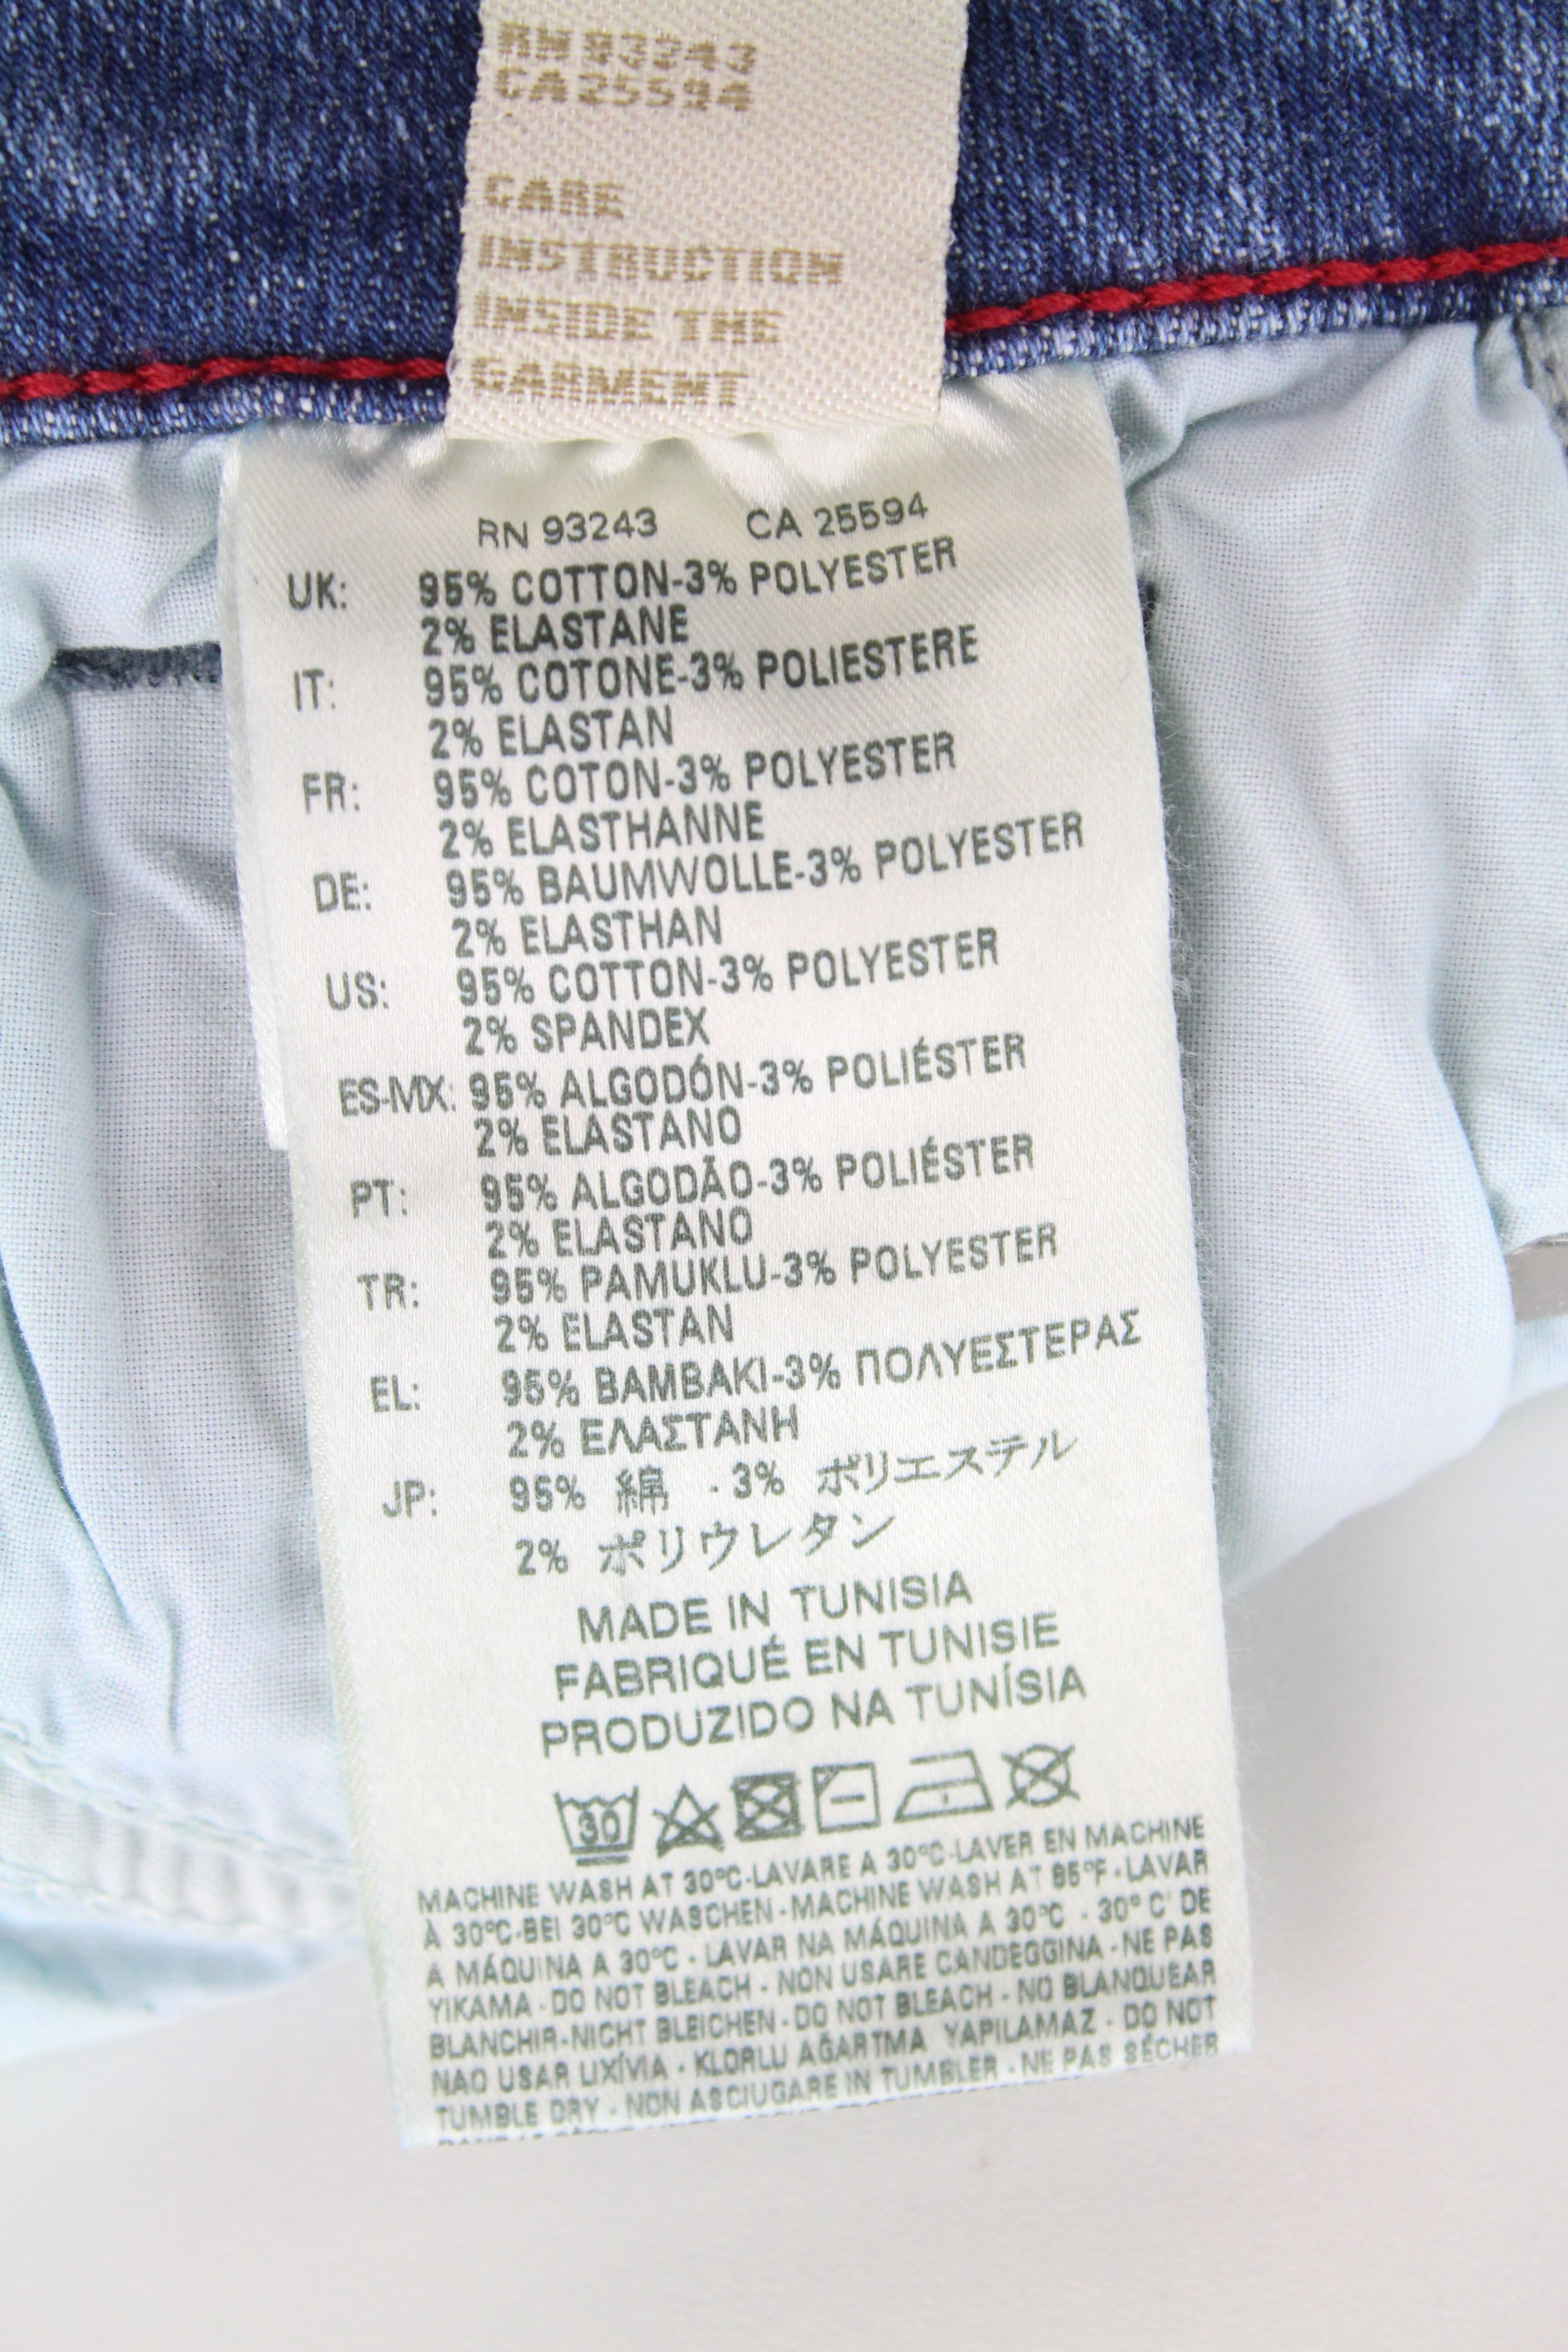 RN 93243
CA 25594
CARE
INSTRUCTION
INSIDE THE
GARMENT
RN 93243 CA 25594
UK: 95% COTTON-3% POLYESTER
2% ELASTANE
IT: 95% COTONE-3% POLIESTERE
2% ELASTAN
FR: 95% COTON-3% POLYESTER
2% ELASTHANNE
DE: 95% BAUMWOLLE-3% POLYESTER
2% ELASTHAN
US: 95% COTTON-3% POLYESTER
2% SPANDEX
ES-MX: 95% ALGODÓN-3% POLIÉSTER
2% ELASTANO
PT: 95% ALGODÃO-3% POLIÉSTER
2% ELASTANO
TR: 95% PAMUKLU-3% POLYESTER
2% ELASTAN
EL: 95% ΒΑΜΒΑΚΙ-3% ΠΟΛΥΕΣΤΕΡΑΣ
2% ΕΛΑΣΤΑΝΗ
JP: 95% 綿 - 3% ポリエステル
2% ポリウレタン
MADE IN TUNISIA
FABRIQUÉ EN TUNISIE
PRODUZIDO NA TUNÍSIA
30
MACHINE WASH AT 30°C-LAVARE A 30°C-LAVER EN MACHINE
À 30°C-BEI 30°C WASCHEN - MACHINE WASH AT 85°F - LAVAR
A MÁQUINA A 30°C - LAVAR NA MÁQUINA A 30°C - 30° C' DE
YIKAMA - DO NOT BLEACH - NON USARE CANDEGGINA - NE PAS
BLANCHIR-NICHT BLEICHEN - DO NOT BLEACH - NO BLANQUEAR
NAO USAR LIXÍVIA - KLORLU AĞARTMA YAPILAMAZ - DO NOT
TUMBLE DRY - NON ASCIUGARE IN TUMBLER - NE PAS SÉCHER